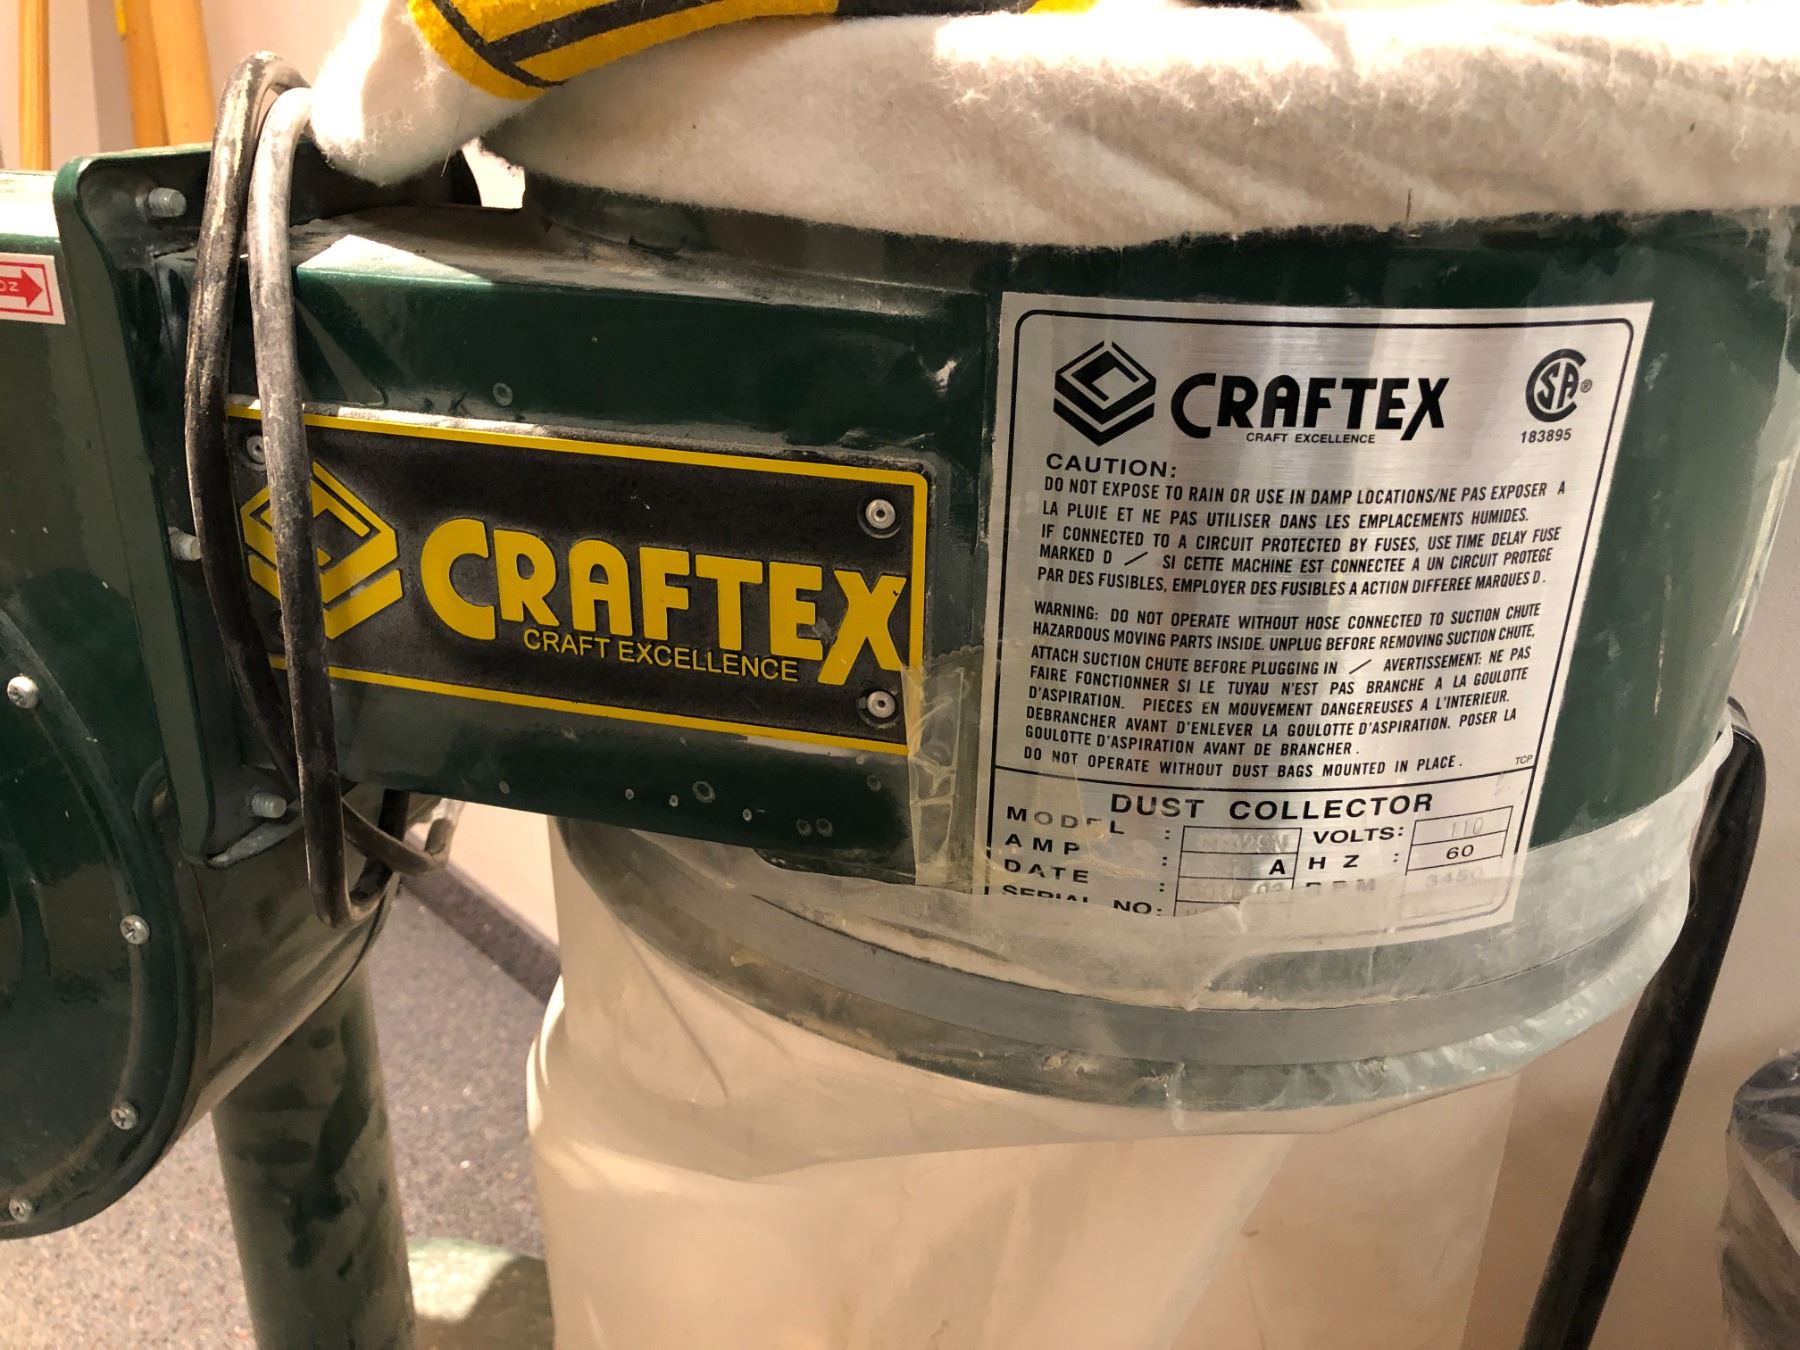 CRAFTEX
CRAFT EXCELLENCE
CRAFTEX
CRAFT EXCELLENCE
CSA®
183895
CAUTION:
DO NOT EXPOSE TO RAIN OR USE IN DAMP LOCATIONS/NE PAS EXPOSER A
LA PLUIE ET NE PAS UTILISER DANS LES EMPLACEMENTS HUMIDES.
IF CONNECTED TO A CIRCUIT PROTECTED BY FUSES, USE TIME DELAY FUSE
MARKED D / SI CETTE MACHINE EST CONNECTEE A UN CIRCUIT PROTEGE
PAR DES FUSIBLES, EMPLOYER DES FUSIBLES A ACTION DIFFEREE MARQUES D.
WARNING: DO NOT OPERATE WITHOUT HOSE CONNECTED TO SUCTION CHUTE
HAZARDOUS MOVING PARTS INSIDE. UNPLUG BEFORE REMOVING SUCTION CHUTE,
ATTACH SUCTION CHUTE BEFORE PLUGGING IN / AVERTISSEMENT: NE PAS
FAIRE FONCTIONNER SI LE TUYAU N'EST PAS BRANCHE A LA GOULOTTE
D'ASPIRATION. PIECES EN MOUVEMENT DANGEREUSES A L'INTERIEUR.
DEBRANCHER AVANT D'ENLEVER LA GOULOTTE D'ASPIRATION. POSER LA
GOULOTTE D'ASPIRATION AVANT DE BRANCHER.
DO NOT OPERATE WITHOUT DUST BAGS MOUNTED IN PLACE. TCP
DUST COLLECTOR
MODEL : VOLTS: 110
AMP : A HZ : 60
DATE : RPM 3450
SERIAL NO: